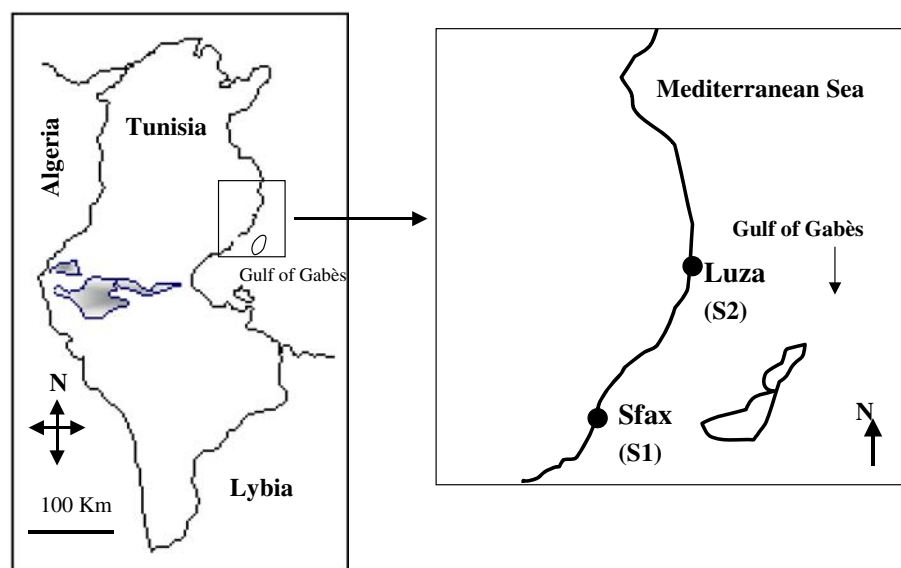 Algeria
Tunisia
Gulf of Gabès
N
100 Km
Lybia
Mediterranean Sea
Gulf of Gabès
Luza
(S2)
Sfax
(S1)
N